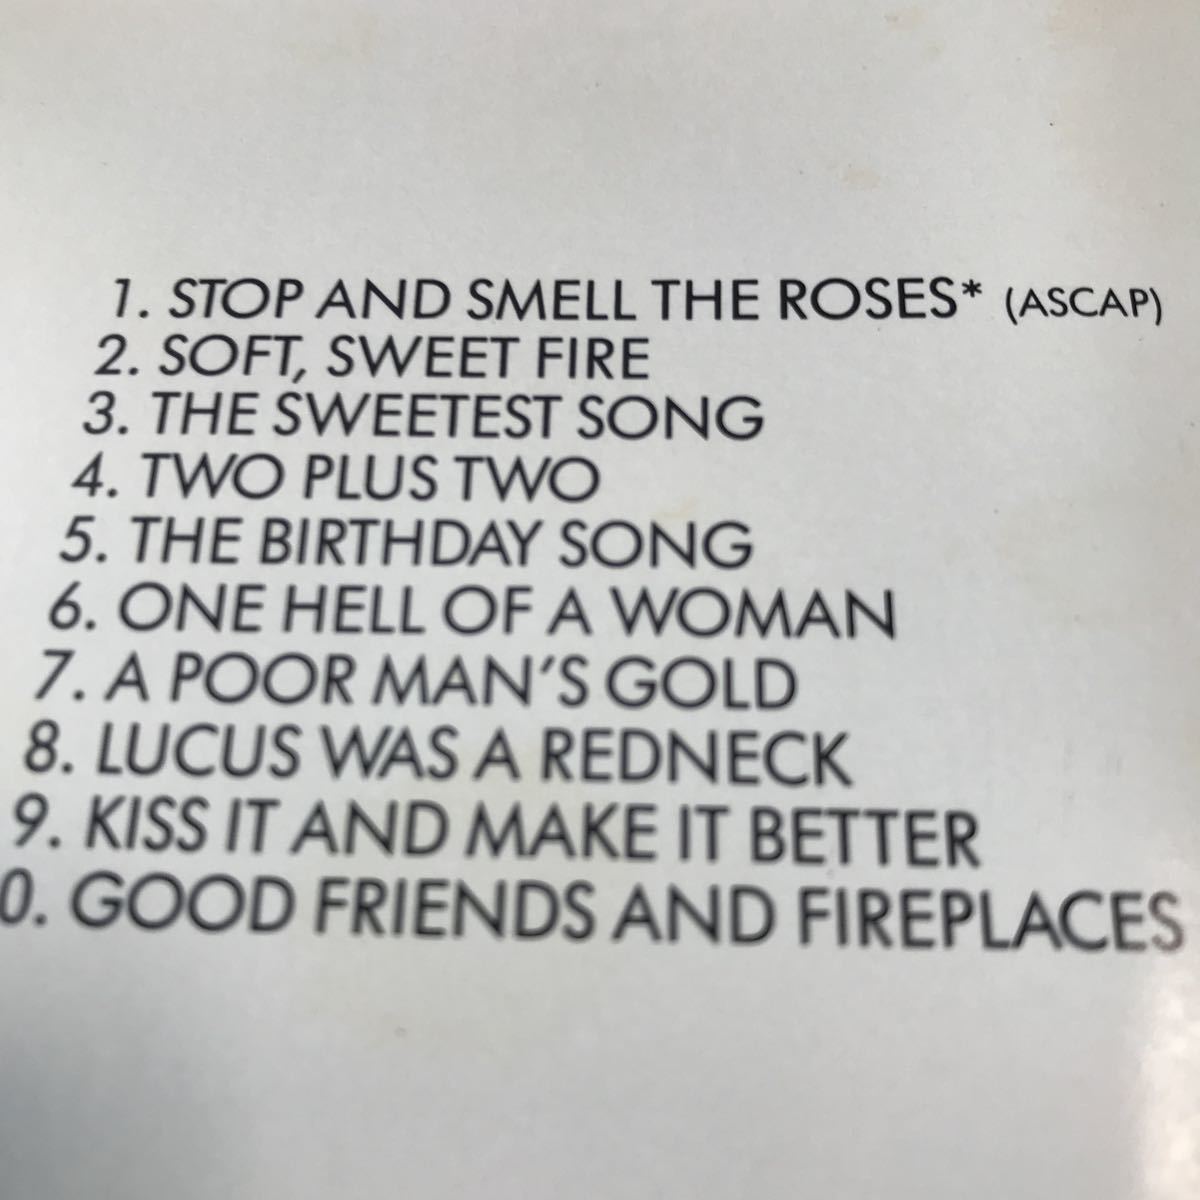 1. STOP AND SMELL THE ROSES* (ASCAP)
2. SOFT, SWEET FIRE
3. THE SWEETEST SONG
4. TWO PLUS TWO
5. THE BIRTHDAY SONG
6. ONE HELL OF A WOMAN
7. A POOR MAN'S GOLD
8. LUCUS WAS A REDNECK
9. KISS IT AND MAKE IT BETTER
0. GOOD FRIENDS AND FIREPLACES